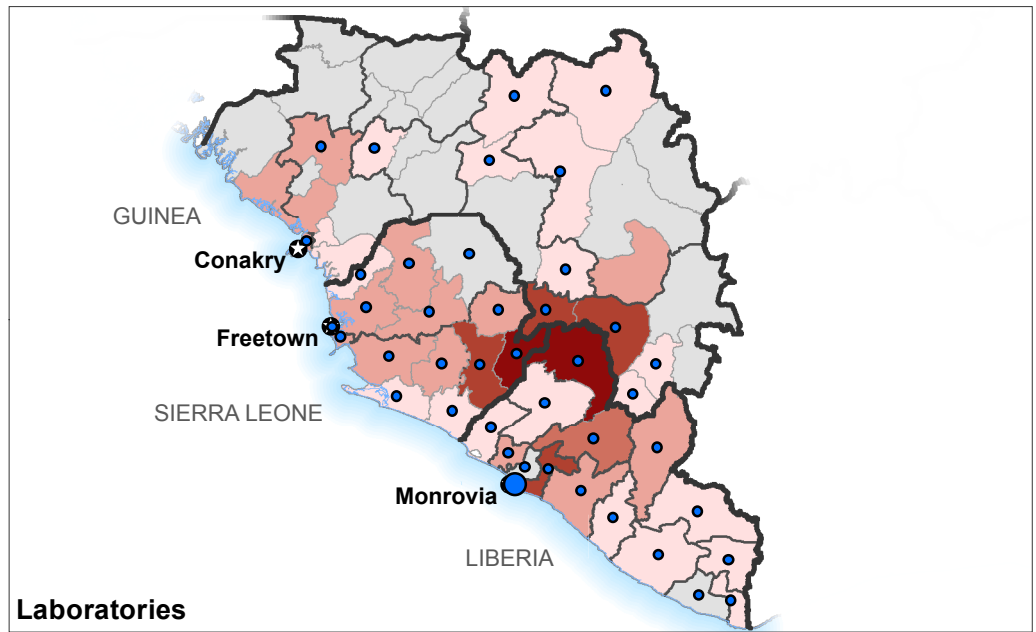 GUINEA
Conakry
Freetown
SIERRA LEONE
Monrovia
LIBERIA
Laboratories